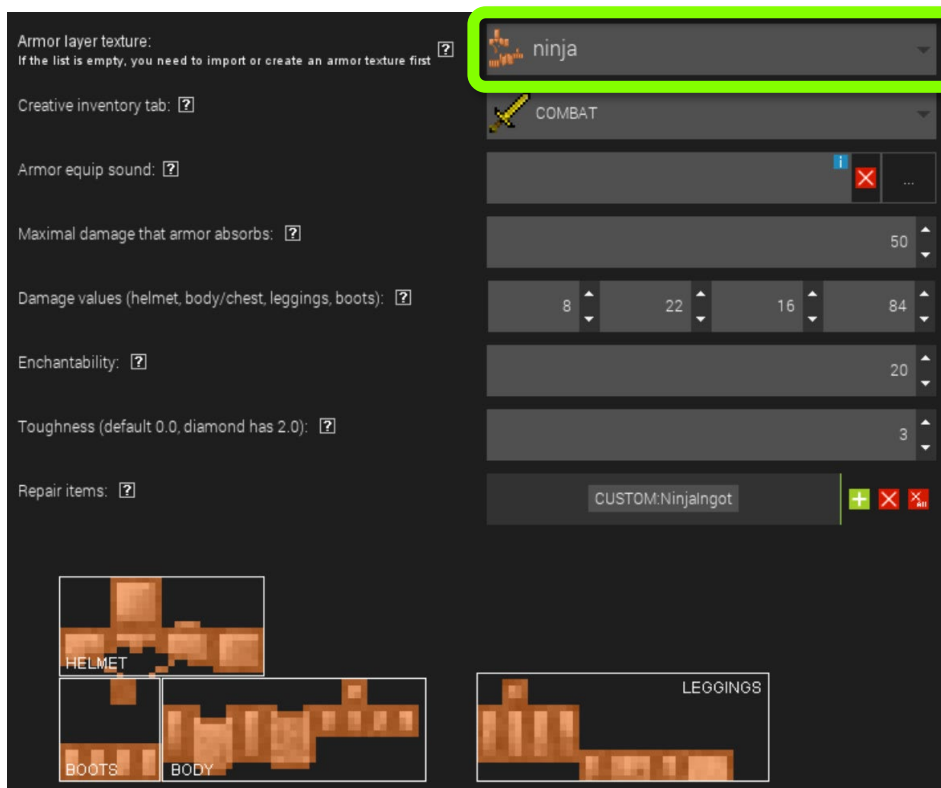 Armor layer texture:
If the list is empty, you need to import or create an armor texture first ?
ninja
Creative inventory tab: ?
COMBAT
Armor equip sound: ?
i
...
Maximal damage that armor absorbs: ?
50
Damage values (helmet, body/chest, leggings, boots): ?
8 22 16 84
Enchantability: ?
20
Toughness (default 0.0, diamond has 2.0): ?
3
Repair items: ?
CUSTOM:NinjaIngot
All
HELMET
LEGGINGS
BOOTS BODY